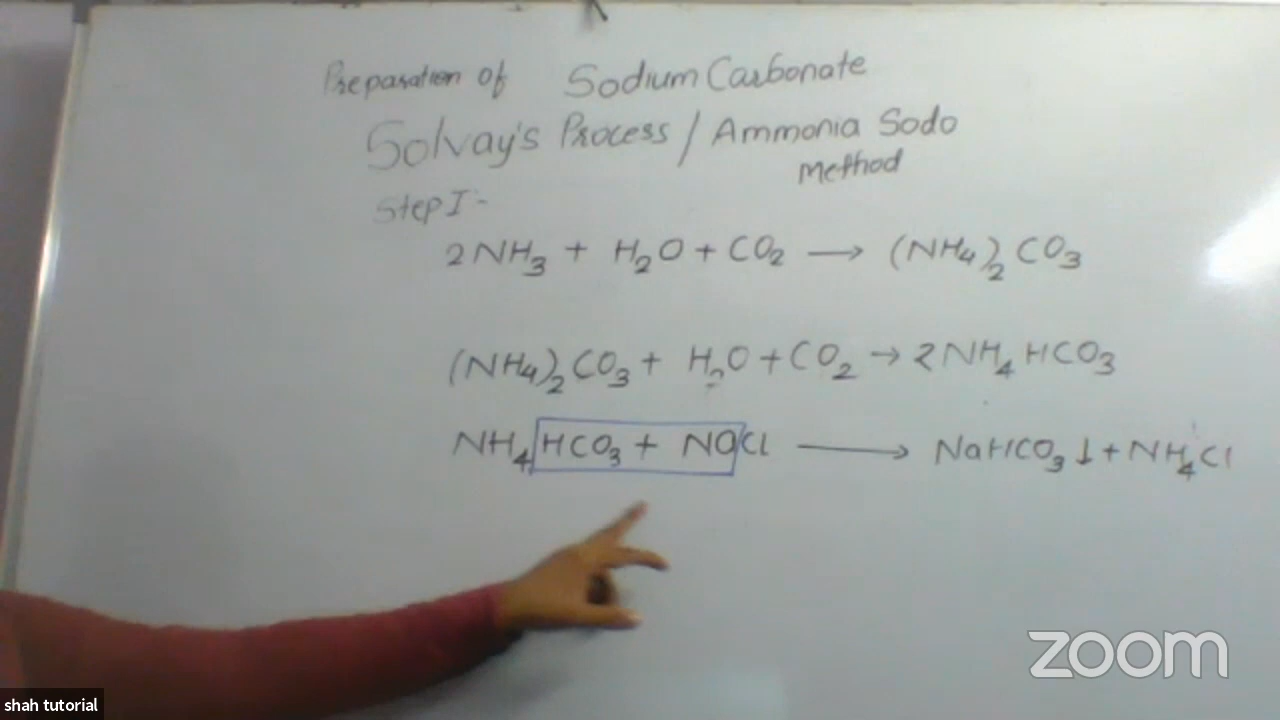 Preparation of Sodium Carbonate
Solvay's Process / Ammonia Sodo
Method
Step I :-
2NH₃ + H₂O + CO₂ → (NH₄)₂CO₃
(NH₄)₂CO₃ + H₂O + CO₂ → 2NH₄HCO₃
NH₄HCO₃ + NaCl → NaHCO₃↓ + NH₄Cl
zoom
shah tutorial